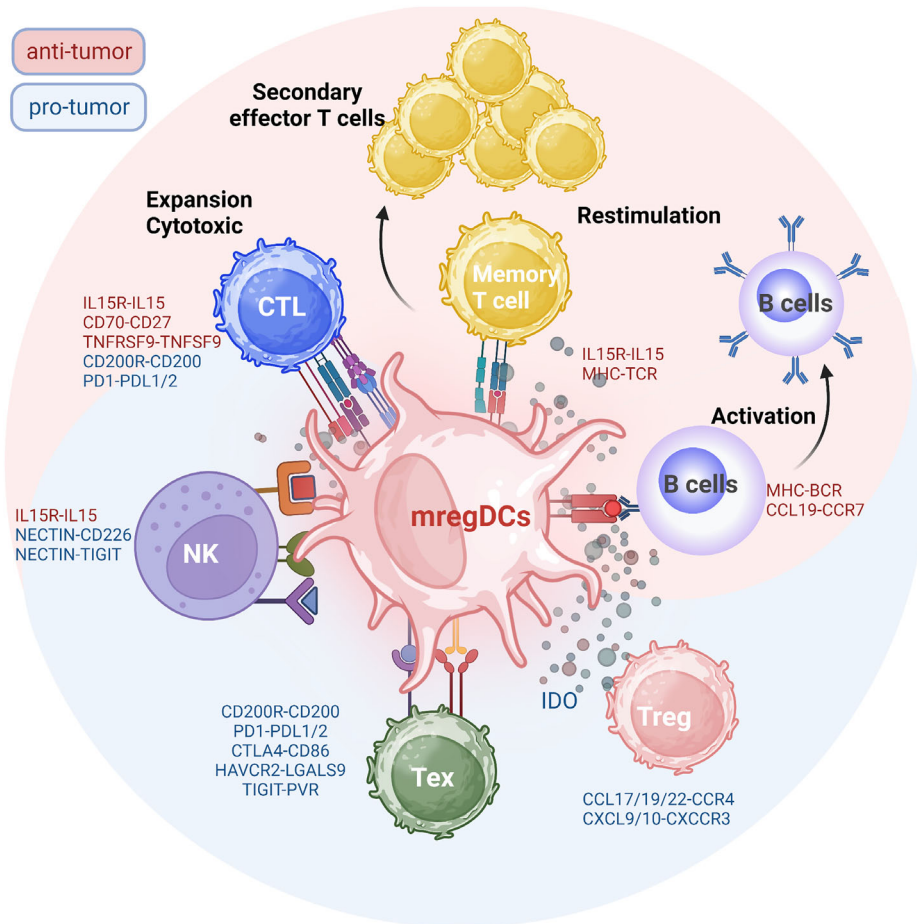 anti-tumor
pro-tumor
Secondary
effector T cells
Expansion
Cytotoxic
Restimulation
CTL
Memory
T cell
B cells
IL15R-IL15
CD70-CD27
TNFRSF9-TNFSF9
CD200R-CD200
PD1-PDL1/2
IL15R-IL15
MHC-TCR
Activation
B cells
MHC-BCR
CCL19-CCR7
mregDCs
IL15R-IL15
NECTIN-CD226
NECTIN-TIGIT
NK
IDO
Treg
CD200R-CD200
PD1-PDL1/2
CTLA4-CD86
HAVCR2-LGALS9
TIGIT-PVR
Tex
CCL17/19/22-CCR4
CXCL9/10-CXCCR3